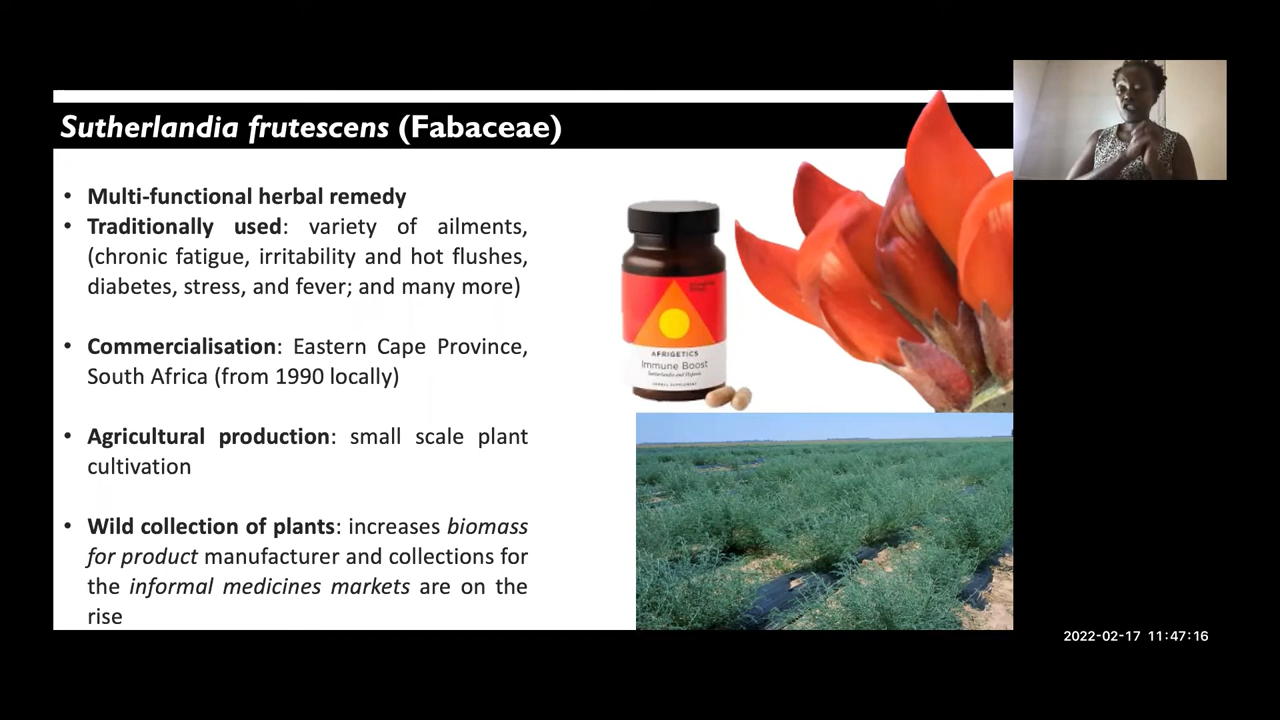 Sutherlandia frutescens (Fabaceae)
• Multi-functional herbal remedy
• Traditionally used: variety of ailments,
(chronic fatigue, irritability and hot flushes,
diabetes, stress, and fever; and many more)
• Commercialisation: Eastern Cape Province,
South Africa (from 1990 locally)
• Agricultural production: small scale plant
cultivation
• Wild collection of plants: increases biomass
for product manufacturer and collections for
the informal medicines markets are on the
rise
AFRIGETICS
Immune Boost
HERBAL SUPPLEMENT
2022-02-17 11:47:16